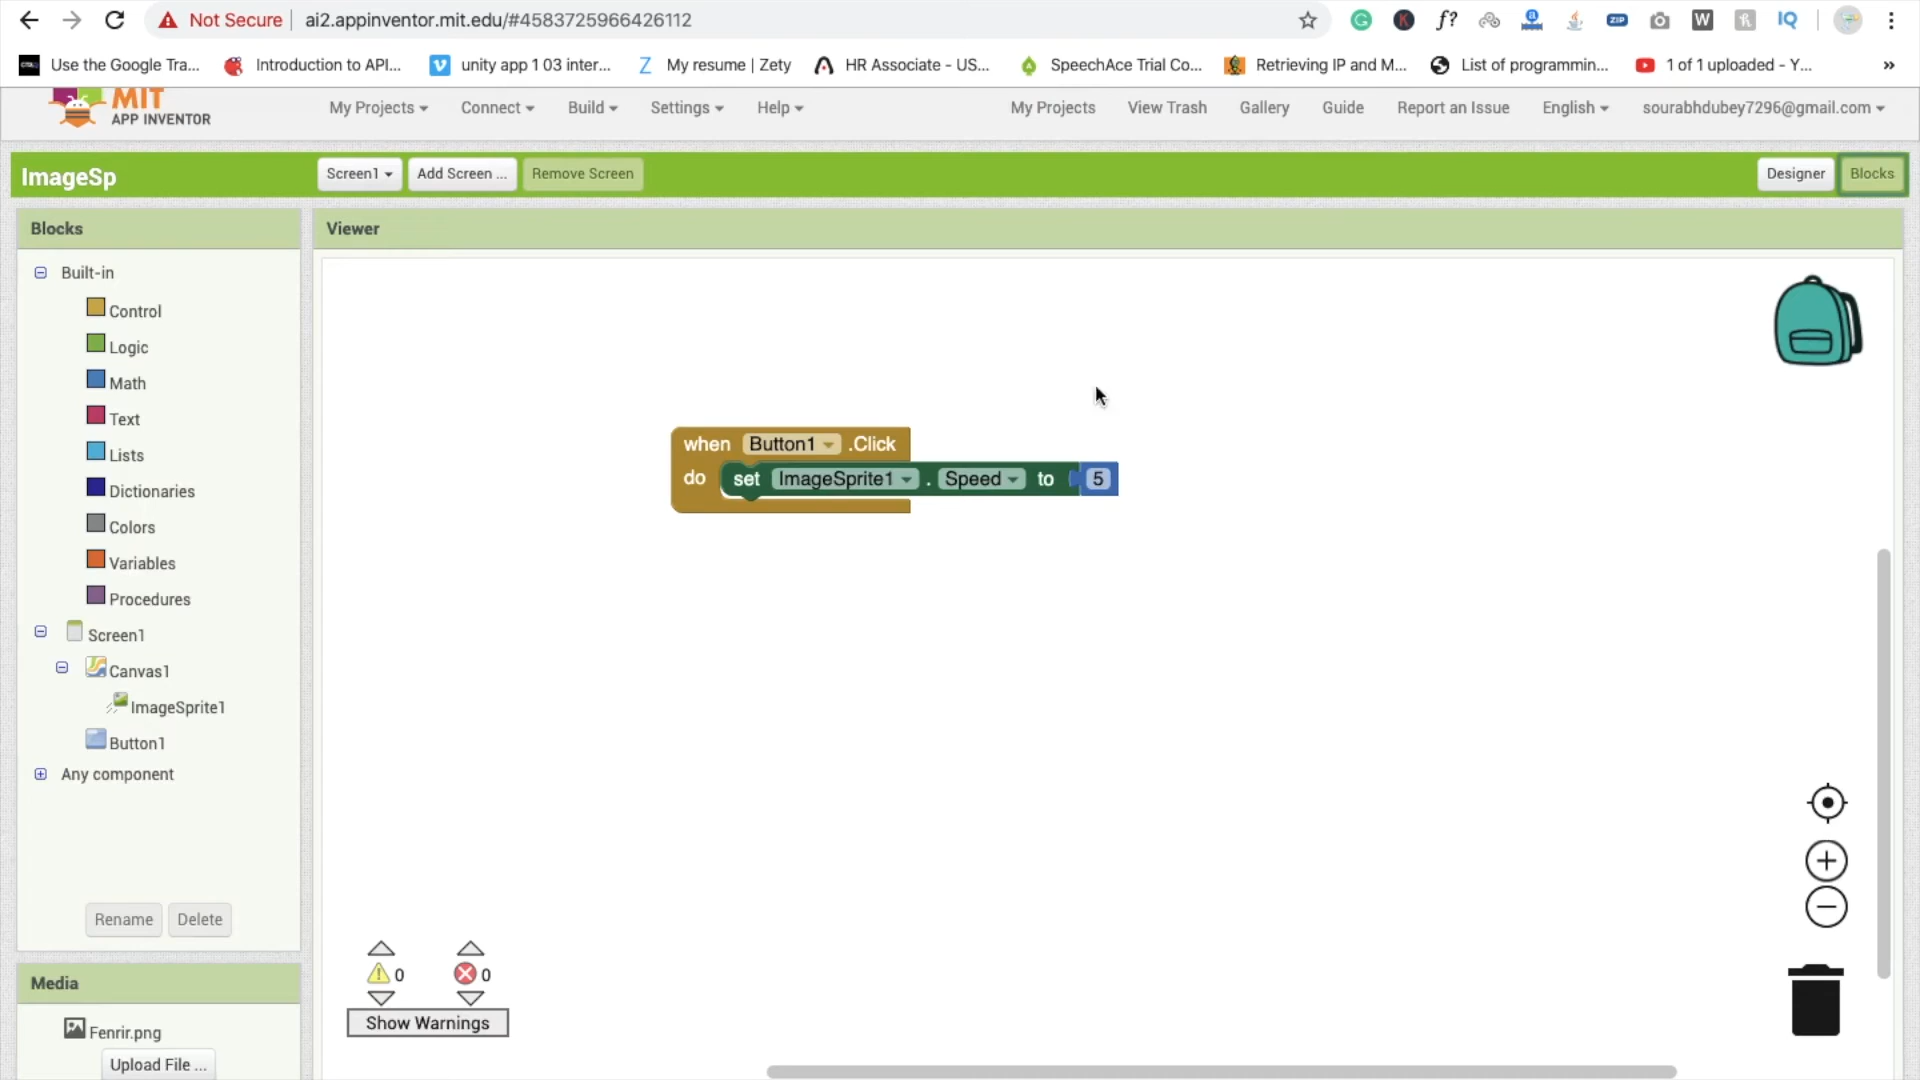 Not Secure | ai2.appinventor.mit.edu/#4583725966426112
Use the Google Tra... Introduction to API... unity app 1 03 inter... My resume | Zety HR Associate - US... SpeechAce Trial Co... Retrieving IP and M... List of programmin... 1 of 1 uploaded - Y... »
MIT
APP INVENTOR
My Projects Connect Build Settings Help My Projects View Trash Gallery Guide Report an Issue English sourabhdubey7296@gmail.com
ImageSp Screen1 Add Screen ... Remove Screen Designer Blocks
Blocks
Viewer
Built-in
Control
Logic
Math
Text
Lists
Dictionaries
Colors
Variables
Procedures
Screen1
Canvas1
ImageSprite1
Button1
Any component
Rename Delete
Media
Fenrir.png
Upload File ...
when Button1 .Click
do set ImageSprite1 . Speed to 5
0 0
Show Warnings